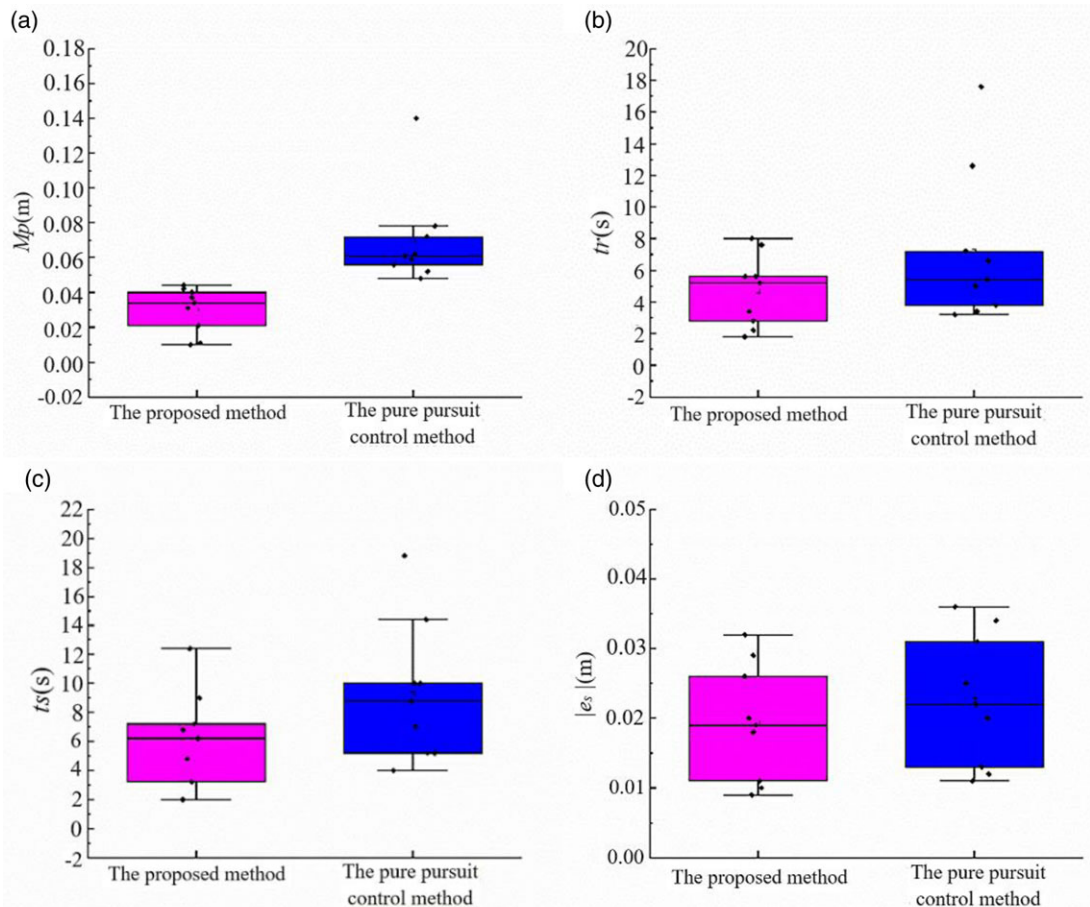 (a)
Mp(m)
0.18
0.16
0.14
0.12
0.10
0.08
0.06
0.04
0.02
0.00
-0.02
The proposed method
The pure pursuit
control method
(b)
tr(s)
20
18
16
14
12
10
8
6
4
2
0
-2
The proposed method
The pure pursuit
control method
(c)
ts(s)
22
20
18
16
14
12
10
8
6
4
2
0
-2
The proposed method
The pure pursuit
control method
(d)
|es|(m)
0.05
0.04
0.03
0.02
0.01
0.00
The proposed method
The pure pursuit
control method